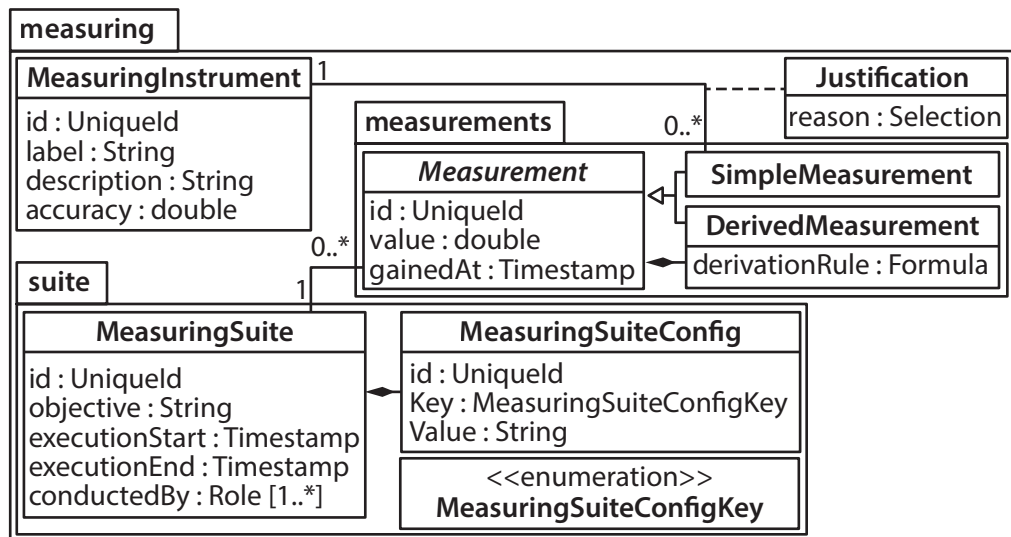 measuring
MeasuringInstrument
id : UniqueId
label : String
description : String
accuracy : double
1
0..*
Justification
reason : Selection
measurements
Measurement
id : UniqueId
value : double
gainedAt : Timestamp
SimpleMeasurement
DerivedMeasurement
derivationRule : Formula
0..*
1
suite
MeasuringSuite
id : UniqueId
objective : String
executionStart : Timestamp
executionEnd : Timestamp
conductedBy : Role [1..*]
MeasuringSuiteConfig
id : UniqueId
Key : MeasuringSuiteConfigKey
Value : String
<<enumeration>>
MeasuringSuiteConfigKey